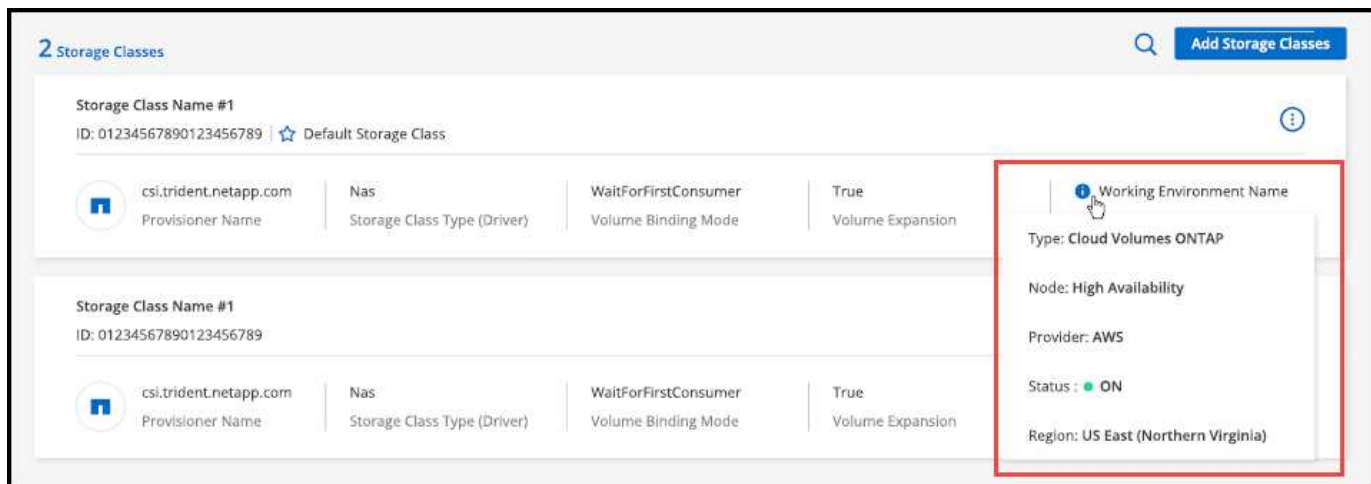 2 Storage Classes
Add Storage Classes
Storage Class Name #1
ID: 01234567890123456789 | Default Storage Class
csi.trident.netapp.com
Provisioner Name
Nas
Storage Class Type (Driver)
WaitForFirstConsumer
Volume Binding Mode
True
Volume Expansion
Working Environment Name
Type: Cloud Volumes ONTAP
Node: High Availability
Provider: AWS
Status : ON
Region: US East (Northern Virginia)
Storage Class Name #1
ID: 01234567890123456789
csi.trident.netapp.com
Provisioner Name
Nas
Storage Class Type (Driver)
WaitForFirstConsumer
Volume Binding Mode
True
Volume Expansion